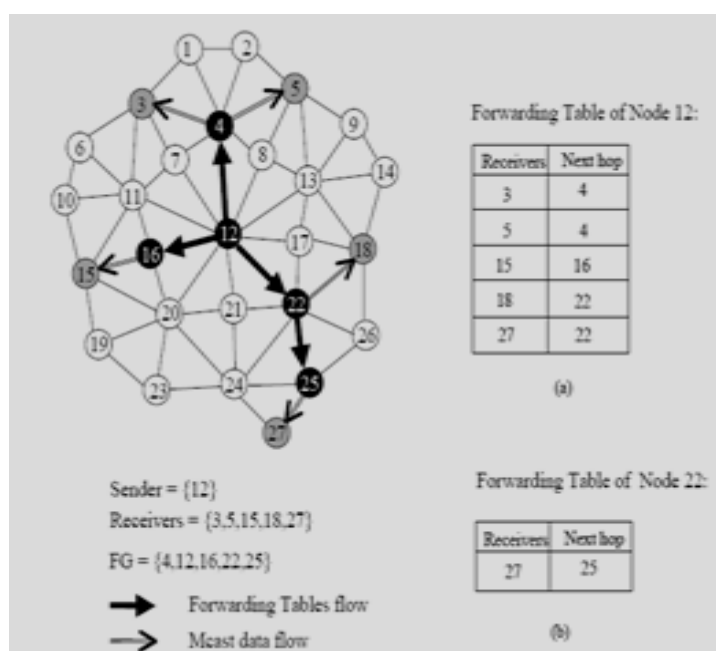 1 2
3 5
4
9
6
7 8
13 14
10 11
12
17 18
16
15
22
20 21
26
19
25
23 24
27
Forwarding Table of Node 12:
Receivers Next hop
3 4
5 4
15 16
18 22
27 22
(a)
Sender = {12}
Receivers = {3,5,15,18,27}
FG = {4,12,16,22,25}
Forwarding Tables flow
Mcast data flow
Forwarding Table of Node 22:
Receivers Next hop
27 25
(b)